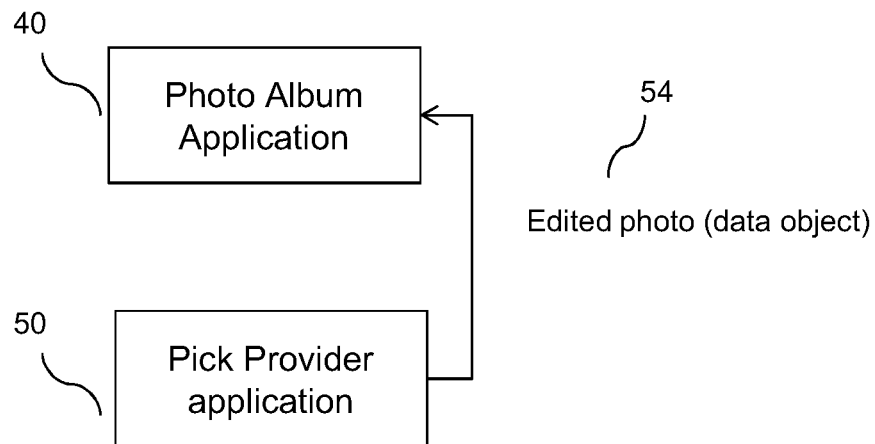 40
Photo Album
Application
54
Edited photo (data object)
50
Pick Provider
application